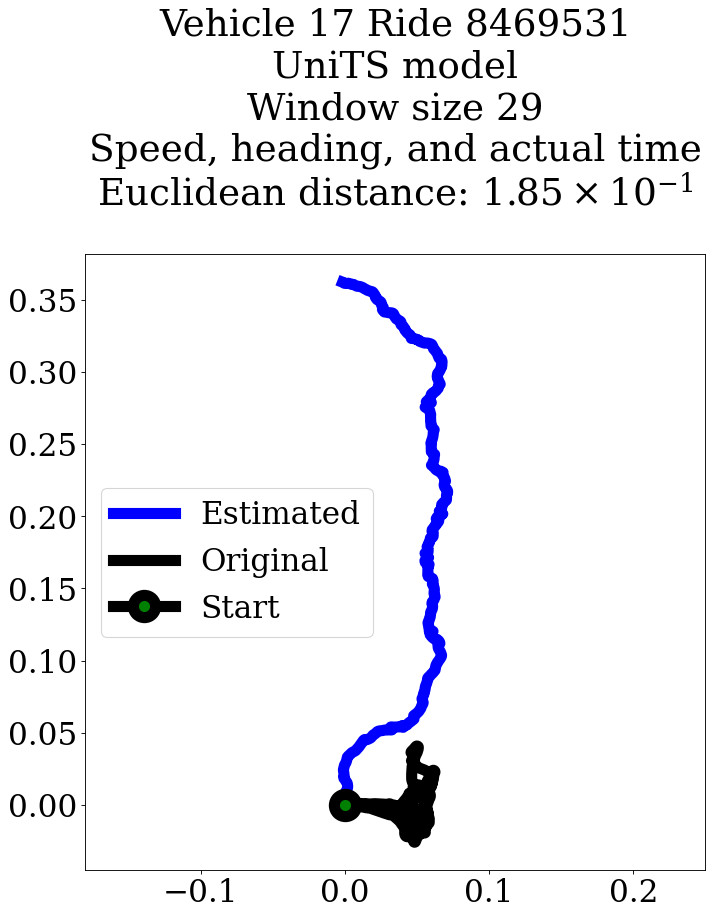 Vehicle 17 Ride 8469531
UniTS model
Window size 29
Speed, heading, and actual time
Euclidean distance: 1.85 × 10⁻¹
0.35
0.30
0.25
0.20
0.15
0.10
0.05
0.00
Estimated
Original
Start
−0.1 0.0 0.1 0.2